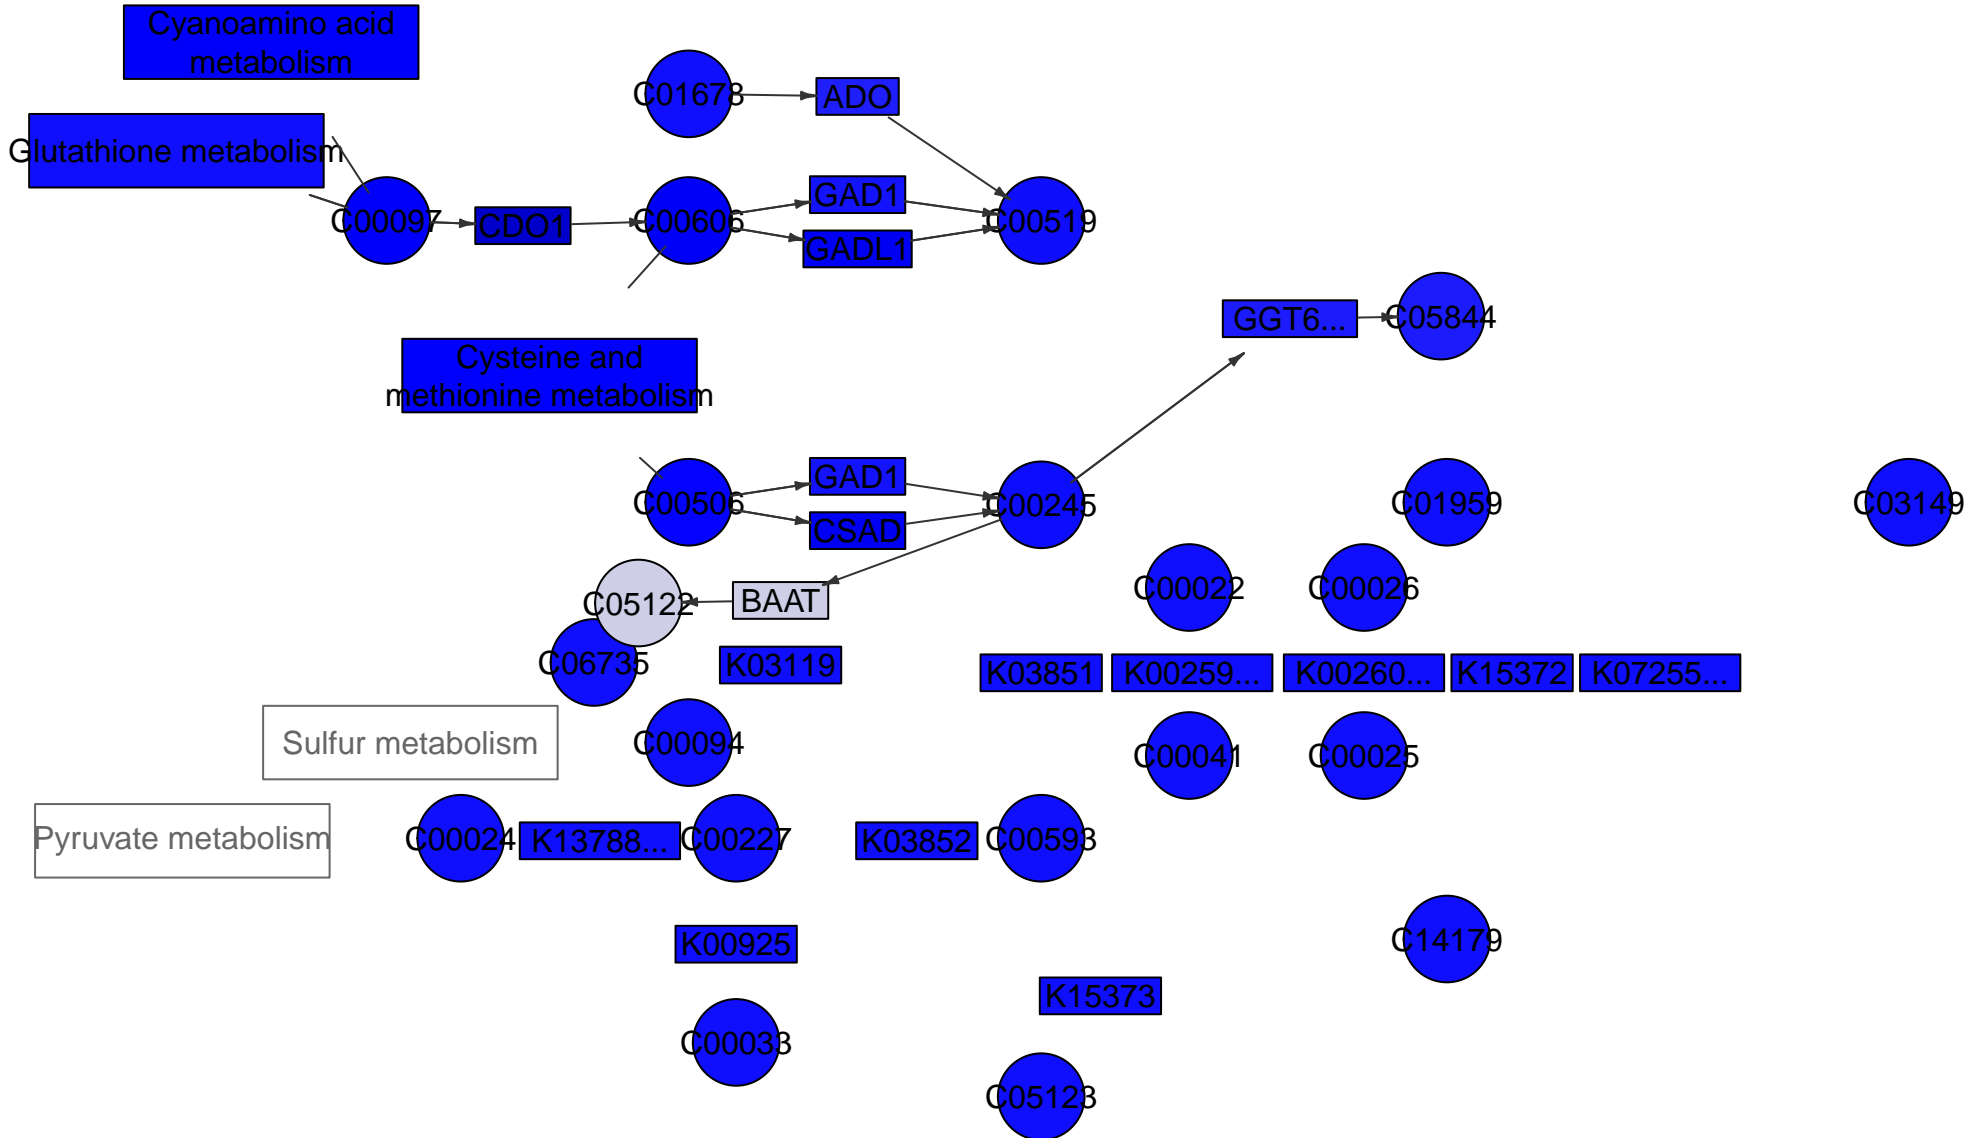 Cyanoamino acid
metabolism
C01678
ADO
Glutathione metabolism
C00097
CDO1
C00606
GAD1
GADL1
C00519
GGT6...
C05844
Cysteine and
methionine metabolism
C00506
GAD1
CSAD
C00245
C01959
C03149
C05122
BAAT
C00022
C00026
C06735
K03119
K03851
K00259...
K00260...
K15372
K07255...
Sulfur metabolism
C00094
C00041
C00025
Pyruvate metabolism
C00024
K13788...
C00227
K03852
C00593
K00925
C14179
K15373
C00033
C05123